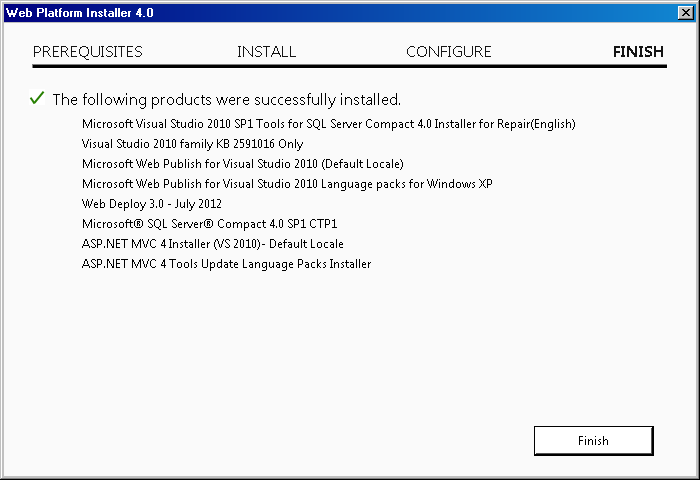 Web Platform Installer 4.0
PREREQUISITES INSTALL CONFIGURE FINISH
The following products were successfully installed.
Microsoft Visual Studio 2010 SP1 Tools for SQL Server Compact 4.0 Installer for Repair(English)
Visual Studio 2010 family KB 2591016 Only
Microsoft Web Publish for Visual Studio 2010 (Default Locale)
Microsoft Web Publish for Visual Studio 2010 Language packs for Windows XP
Web Deploy 3.0 - July 2012
Microsoft® SQL Server® Compact 4.0 SP1 CTP1
ASP.NET MVC 4 Installer (VS 2010)- Default Locale
ASP.NET MVC 4 Tools Update Language Packs Installer
Finish